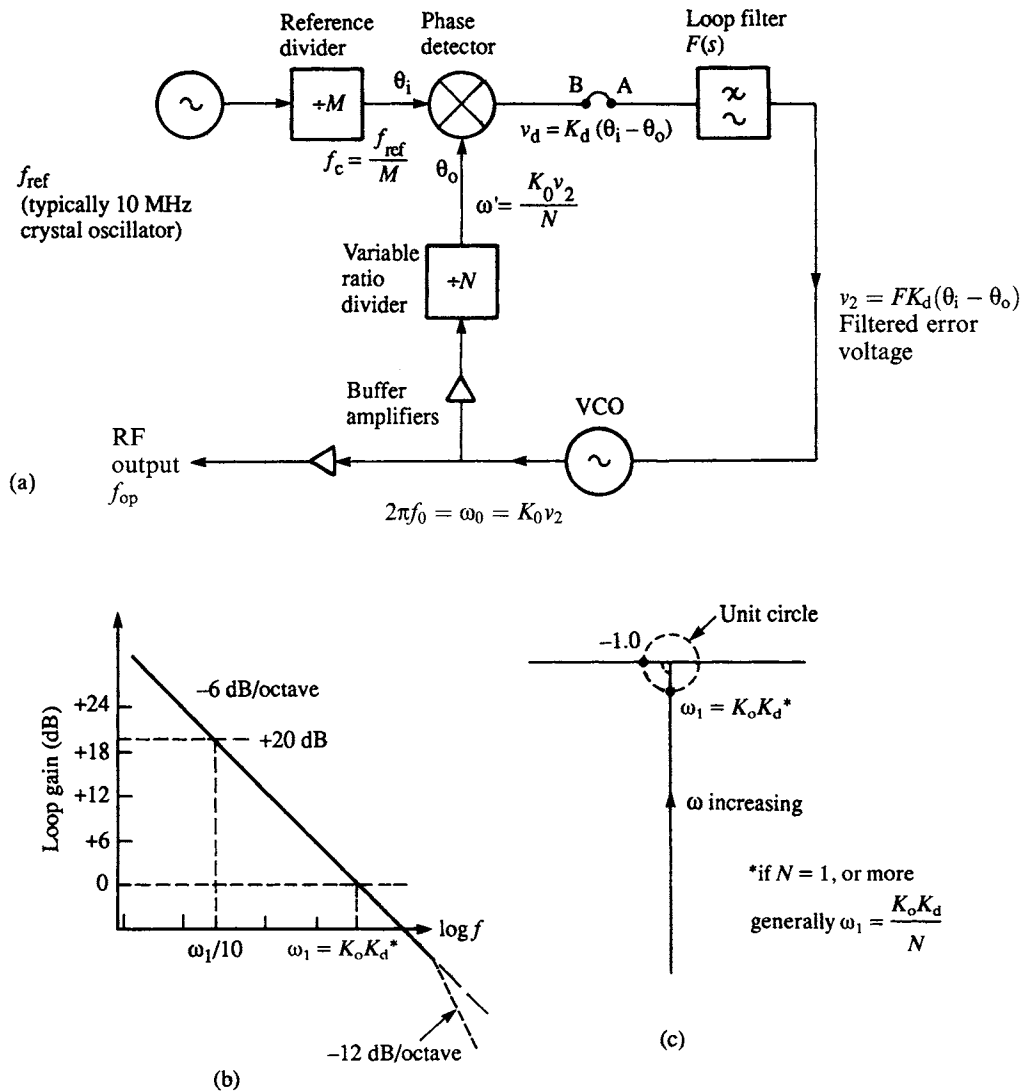 Reference
divider
Phase
detector
Loop filter
F(s)
÷M
θi
B A
vd = Kd (θi − θo)
fc = fref/M
θo
fref
(typically 10 MHz
crystal oscillator)
ω' = K0v2/N
Variable
ratio
divider
÷N
v2 = FKd(θi − θo)
Filtered error
voltage
Buffer
amplifiers
VCO
RF
output
fop
(a)
2πf0 = ω0 = K0v2
Loop gain (dB)
+24
+18
+12
+6
0
−6 dB/octave
+20 dB
log f
ω1/10
ω1 = KoKd*
−12 dB/octave
(b)
Unit circle
−1.0
ω1 = KoKd*
ω increasing
*if N = 1, or more
generally ω1 = KoKd/N
(c)